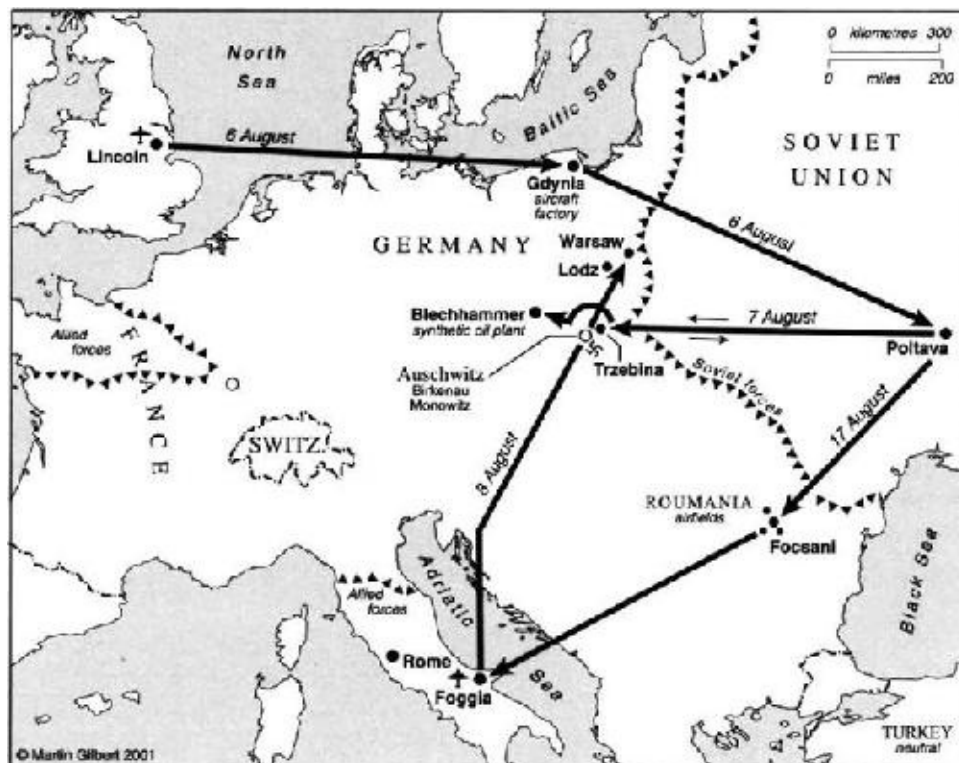 North
Sea
Baltic Sea
0 kilometres 300
0 miles 200
SOVIET
UNION
Lincoln
6 August
Gdynia
aircraft
factory
6 August
GERMANY
Warsaw
Lodz
Blechhammer
synthetic oil plant
7 August
Poltava
Allied
forces
FRANCE
Auschwitz
Birkenau
Monowitz
Trzebina
Soviet forces
17 August
SWITZ.
8 August
ROUMANIA
airfields
Focsani
Black Sea
Adriatic
Sea
Allied
forces
Rome
Foggia
TURKEY
neutral
© Martin Gilbert 2001